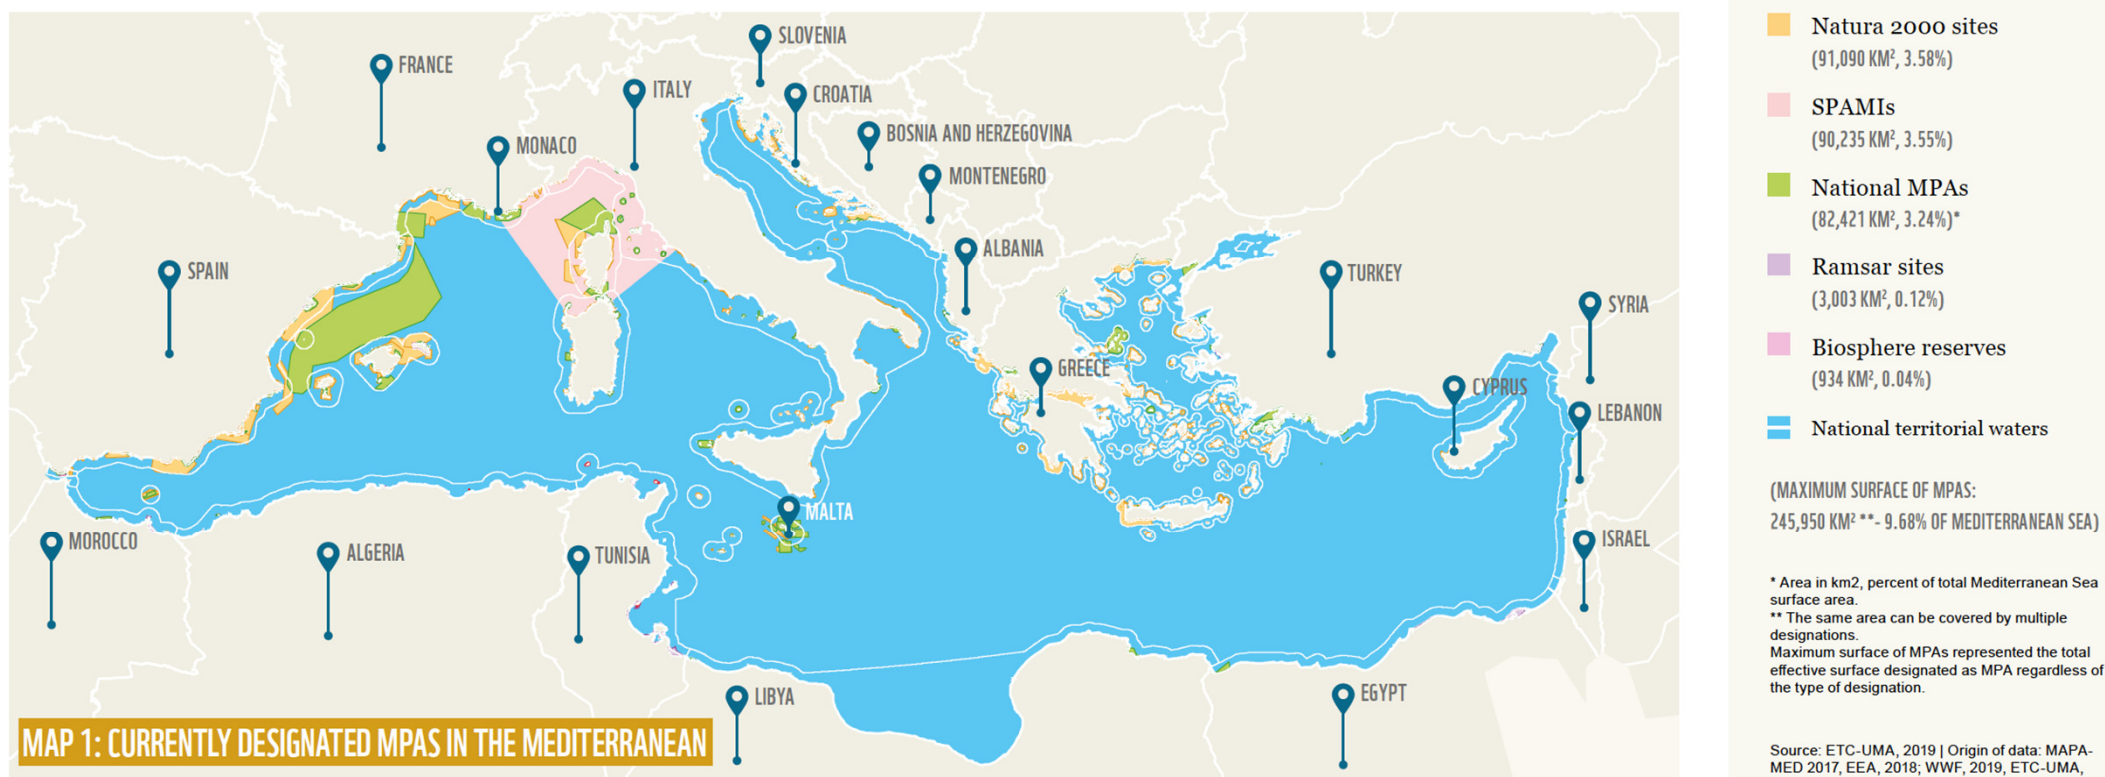 SLOVENIA
FRANCE
ITALY
CROATIA
BOSNIA AND HERZEGOVINA
MONACO
MONTENEGRO
ALBANIA
SPAIN
TURKEY
SYRIA
GREECE
CYPRUS
LEBANON
MALTA
MOROCCO
ALGERIA
TUNISIA
ISRAEL
LIBYA
EGYPT
MAP 1: CURRENTLY DESIGNATED MPAS IN THE MEDITERRANEAN
Natura 2000 sites
(91,090 KM², 3.58%)
SPAMIs
(90,235 KM², 3.55%)
National MPAs
(82,421 KM², 3.24%)*
Ramsar sites
(3,003 KM², 0.12%)
Biosphere reserves
(934 KM², 0.04%)
National territorial waters
(MAXIMUM SURFACE OF MPAS:
245,950 KM² **- 9.68% OF MEDITERRANEAN SEA)
* Area in km2, percent of total Mediterranean Sea
surface area.
** The same area can be covered by multiple
designations.
Maximum surface of MPAs represented the total
effective surface designated as MPA regardless of
the type of designation.
Source: ETC-UMA, 2019 | Origin of data: MAPA-
MED 2017, EEA, 2018; WWF, 2019, ETC-UMA,